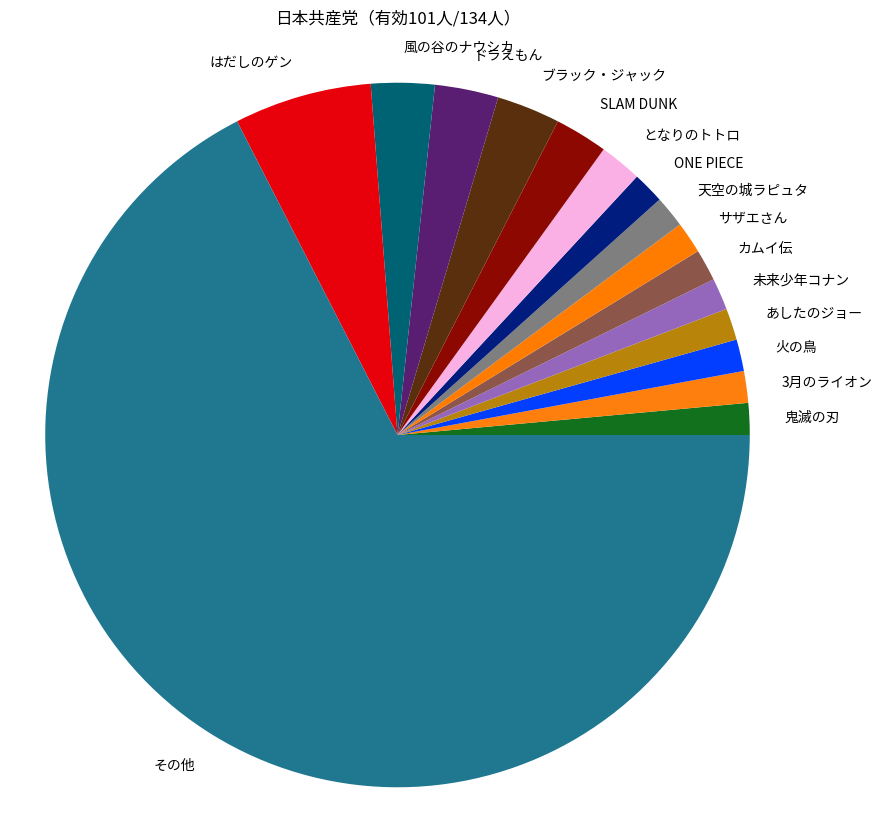 日本共産党（有効101人/134人）
はだしのゲン
風の谷のナウシカ
ドラえもん
ブラック・ジャック
SLAM DUNK
となりのトトロ
ONE PIECE
天空の城ラピュタ
サザエさん
カムイ伝
未来少年コナン
あしたのジョー
火の鳥
3月のライオン
鬼滅の刃
その他